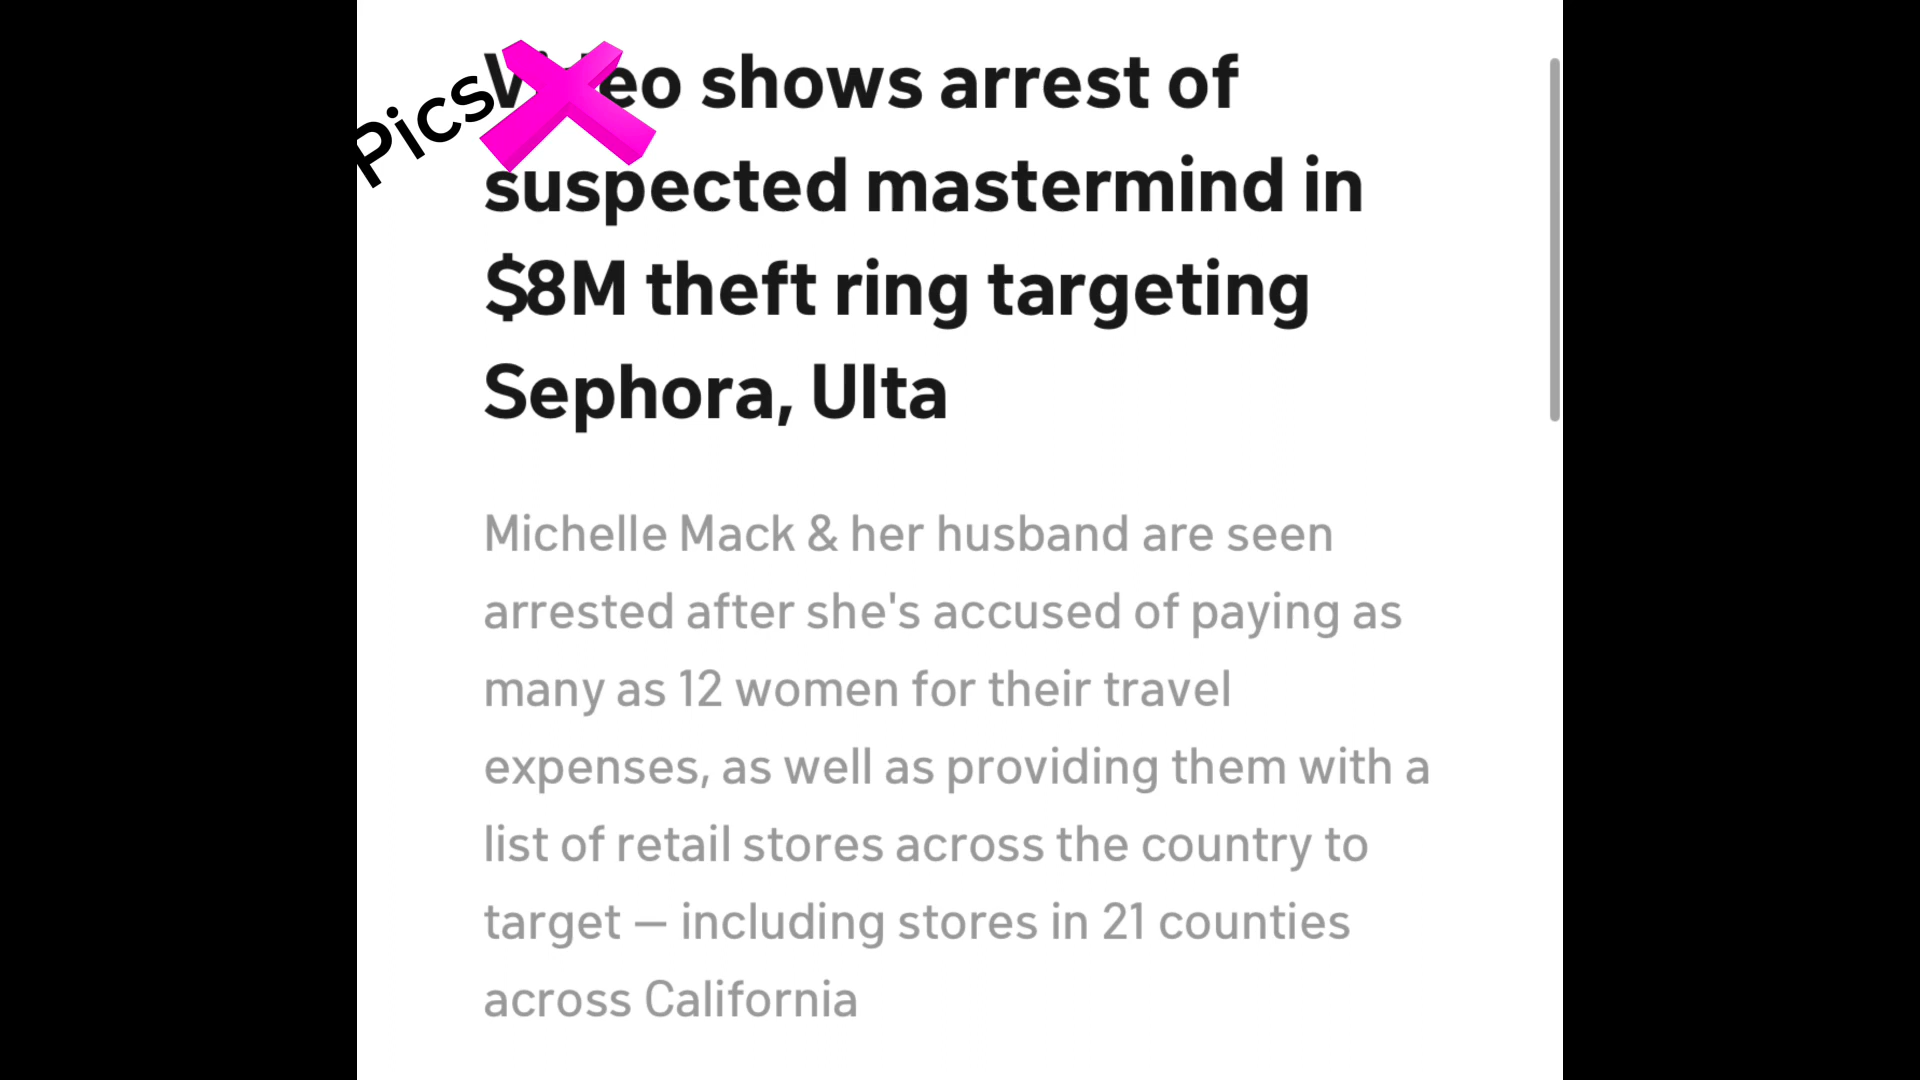 Pics
Video shows arrest of
suspected mastermind in
$8M theft ring targeting
Sephora, Ulta
Michelle Mack & her husband are seen
arrested after she's accused of paying as
many as 12 women for their travel
expenses, as well as providing them with a
list of retail stores across the country to
target — including stores in 21 counties
across California